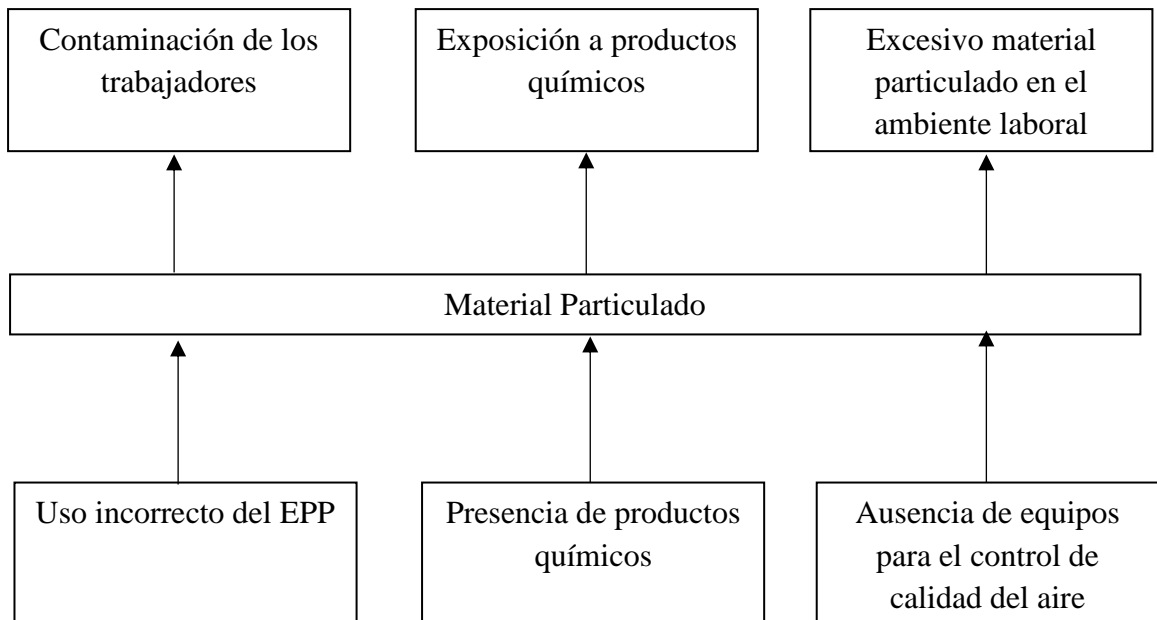 Contaminación de los
trabajadores
Exposición a productos
químicos
Excesivo material
particulado en el
ambiente laboral
Material Particulado
Uso incorrecto del EPP
Presencia de productos
químicos
Ausencia de equipos
para el control de
calidad del aire